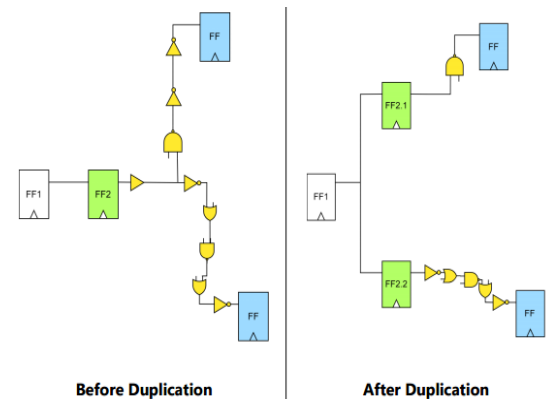 FF
FF1
FF2
FF
Before Duplication
FF
FF2.1
FF1
FF2.2
FF
After Duplication